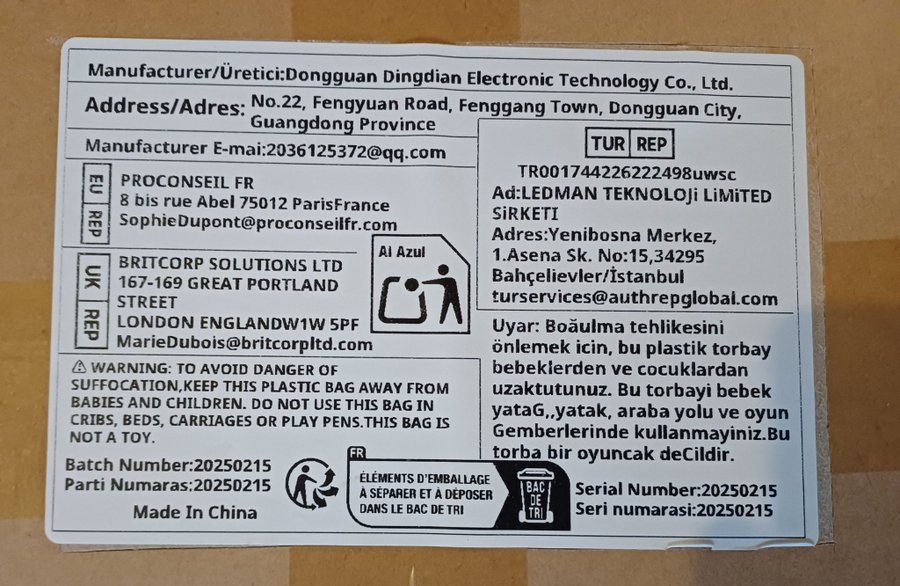 Manufacturer/Üretici:Dongguan Dingdian Electronic Technology Co., Ltd.
Address/Adres: No.22, Fengyuan Road, Fenggang Town, Dongguan City,
Guangdong Province
Manufacturer E-mai:2036125372@qq.com
EU REP
PROCONSEIL FR
8 bis rue Abel 75012 ParisFrance
SophieDupont@proconseilfr.com
UK REP
BRITCORP SOLUTIONS LTD
167-169 GREAT PORTLAND
STREET
LONDON ENGLANDW1W 5PF
MarieDubois@britcorpltd.com
Al Azul
TUR REP
TR001744226222498uwsc
Ad:LEDMAN TEKNOLOJi LiMiTED
SiRKETI
Adres:Yenibosna Merkez,
1.Asena Sk. No:15,34295
Bahçelievler/İstanbul
turservices@authrepglobal.com
⚠ WARNING: TO AVOID DANGER OF
SUFFOCATION,KEEP THIS PLASTIC BAG AWAY FROM
BABIES AND CHILDREN. DO NOT USE THIS BAG IN
CRIBS, BEDS, CARRIAGES OR PLAY PENS.THIS BAG IS
NOT A TOY.
Uyar: Boăulma tehlikesini
önlemek icin, bu plastik torbay
bebeklerden ve cocuklardan
uzaktutunuz. Bu torbayi bebek
yataG,,yatak, araba yolu ve oyun
Gemberlerinde kullanmayiniz.Bu
torba bir oyuncak deCildir.
Batch Number:20250215
Parti Numaras:20250215
Made In China
FR
ÉLÉMENTS D'EMBALLAGE
À SÉPARER ET À DÉPOSER
DANS LE BAC DE TRI
BAC
DE
TRI
Serial Number:20250215
Seri numarasi:20250215